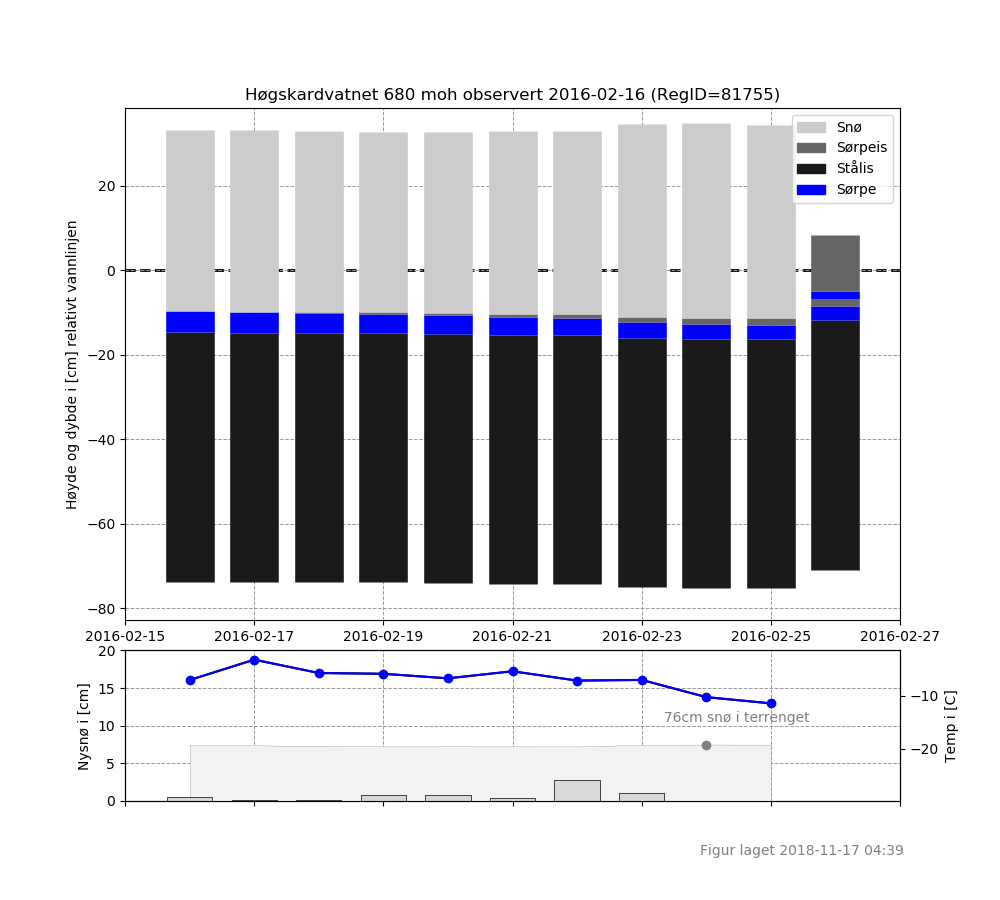 Høgskardvatnet 680 moh observert 2016-02-16 (RegID=81755)
Høyde og dybde i [cm] relativt vannlinjen
20
0
−20
−40
−60
−80
Snø
Sørpeis
Stålis
Sørpe
2016-02-15 2016-02-17 2016-02-19 2016-02-21 2016-02-23 2016-02-25 2016-02-27
Nysnø i [cm]
20
15
10
5
0
76cm snø i terrenget
−10
−20
Temp i [C]
Figur laget 2018-11-17 04:39